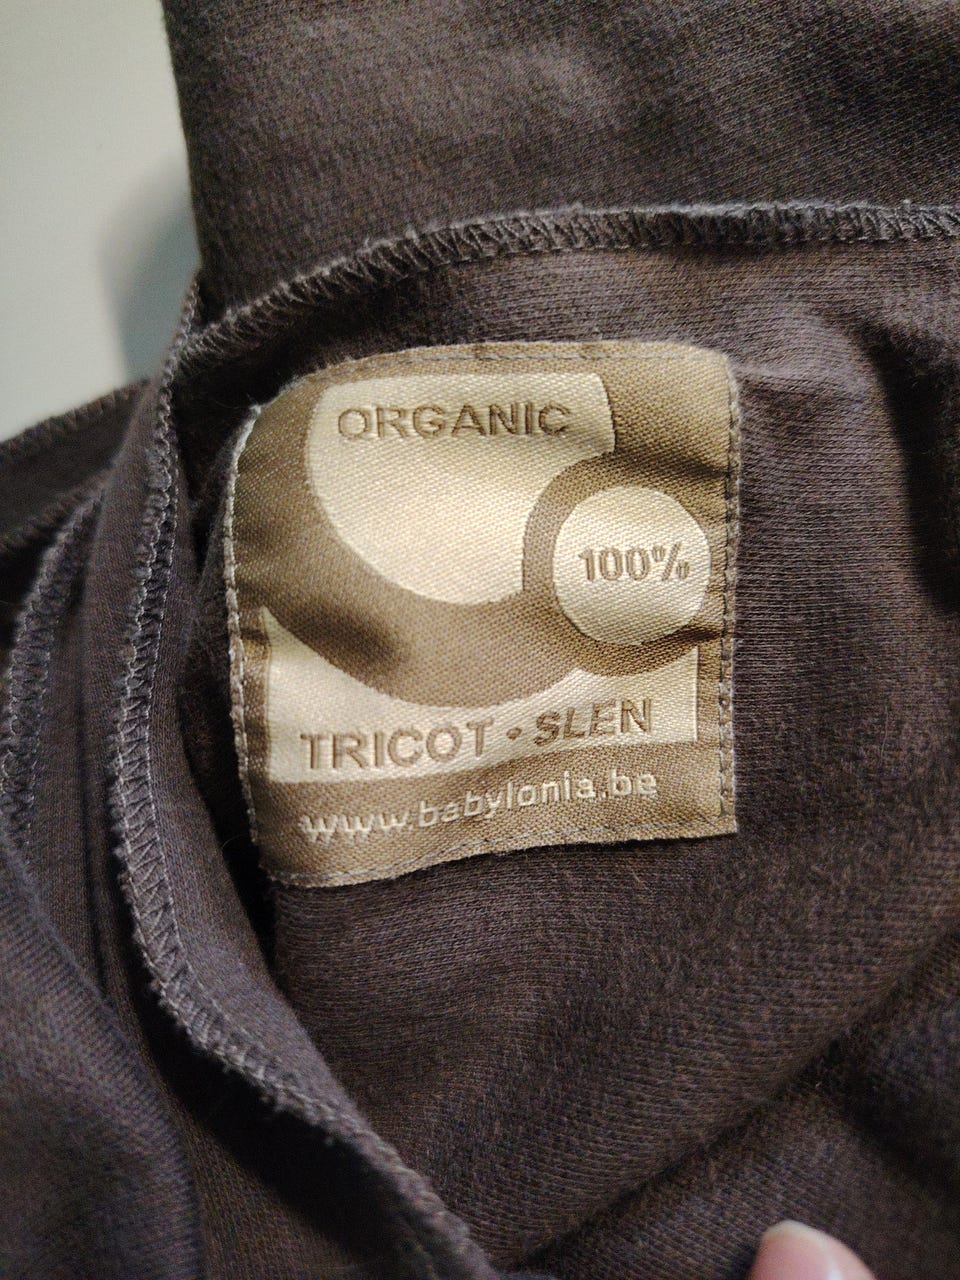 ORGANIC
100%
TRICOT • SLEN
www.babylonia.be